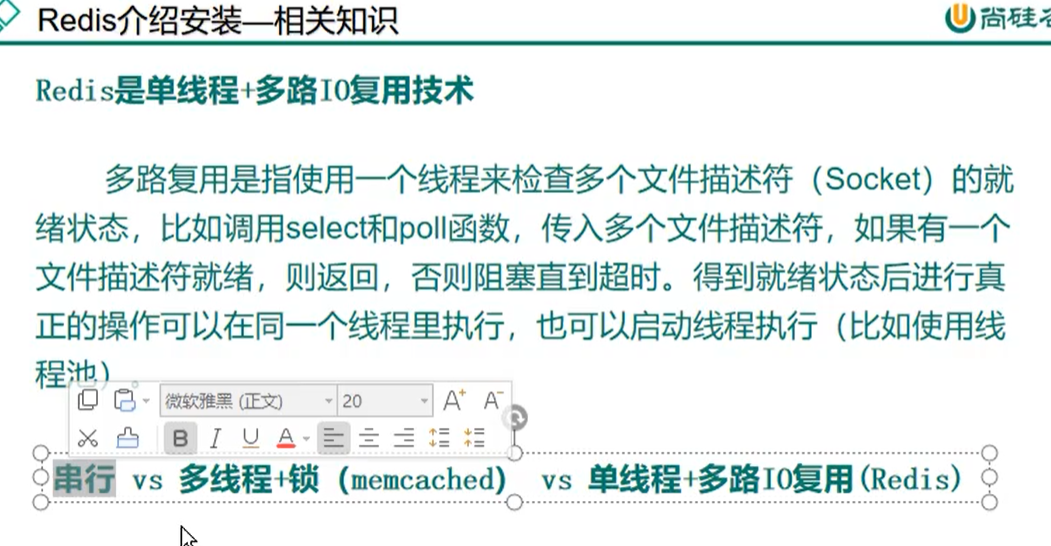 Redis介绍安装—相关知识
尚硅
Redis是单线程+多路IO复用技术
多路复用是指使用一个线程来检查多个文件描述符（Socket）的就
绪状态，比如调用select和poll函数，传入多个文件描述符，如果有一个
文件描述符就绪，则返回，否则阻塞直到超时。得到就绪状态后进行真
正的操作可以在同一个线程里执行，也可以启动线程执行（比如使用线
程池）
微软雅黑 (正文) 20 A+ A-
B I U A
串行 vs 多线程+锁（memcached） vs 单线程+多路IO复用(Redis)